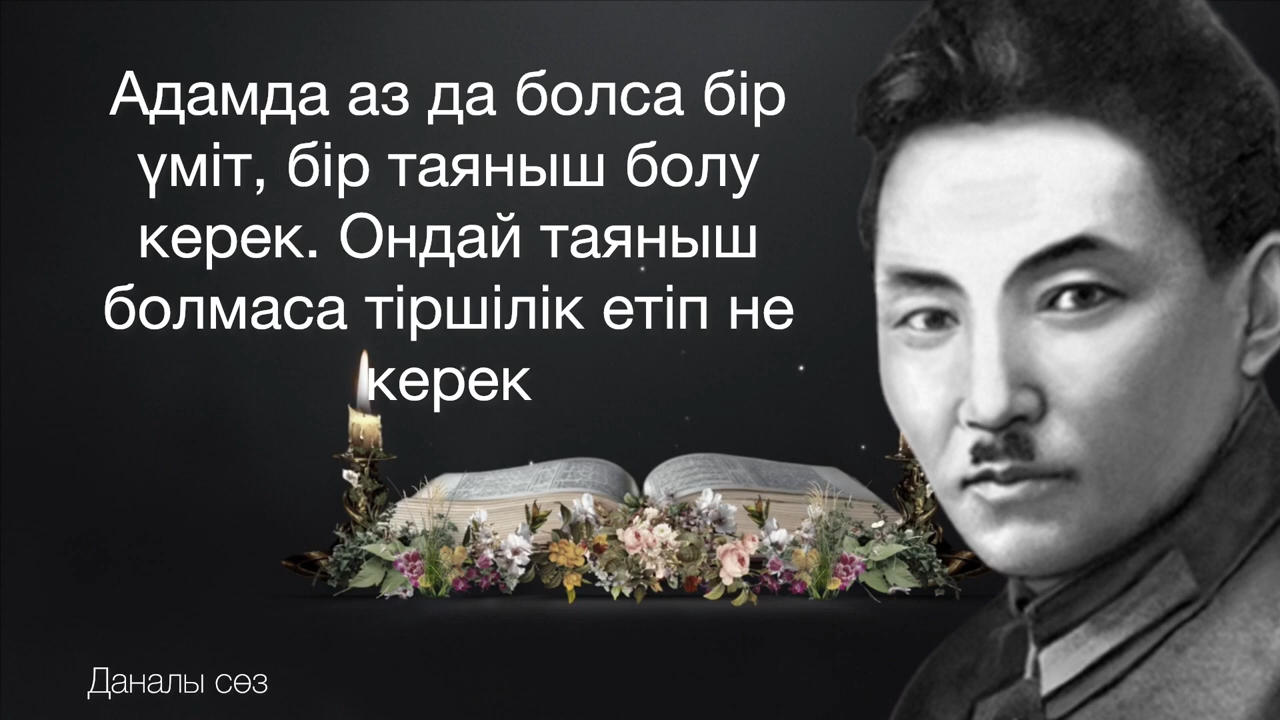 Адамда аз да болса бір
үміт, бір таяныш болу
керек. Ондай таяныш
болмаса тіршілік етіп не
керек
Даналы сөз